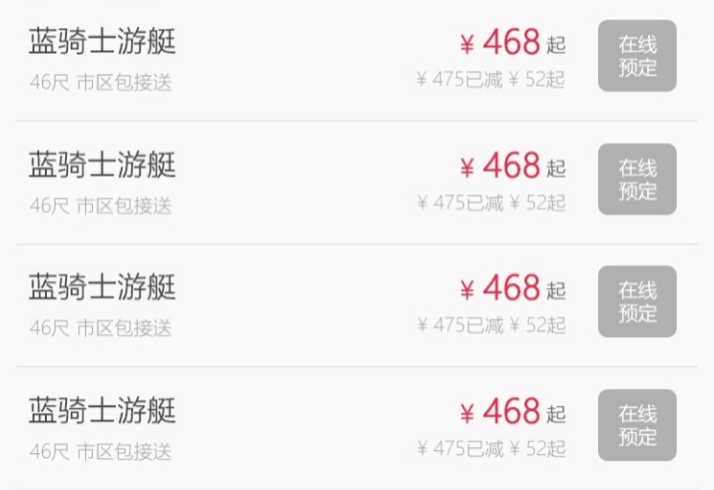 蓝骑士游艇
¥ 468 起
在线
预定
46尺 市区包接送
¥ 475已减 ¥ 52起
蓝骑士游艇
¥ 468 起
在线
预定
46尺 市区包接送
¥ 475已减 ¥ 52起
蓝骑士游艇
¥ 468 起
在线
预定
46尺 市区包接送
¥ 475已减 ¥ 52起
蓝骑士游艇
¥ 468 起
在线
预定
46尺 市区包接送
¥ 475已减 ¥ 52起